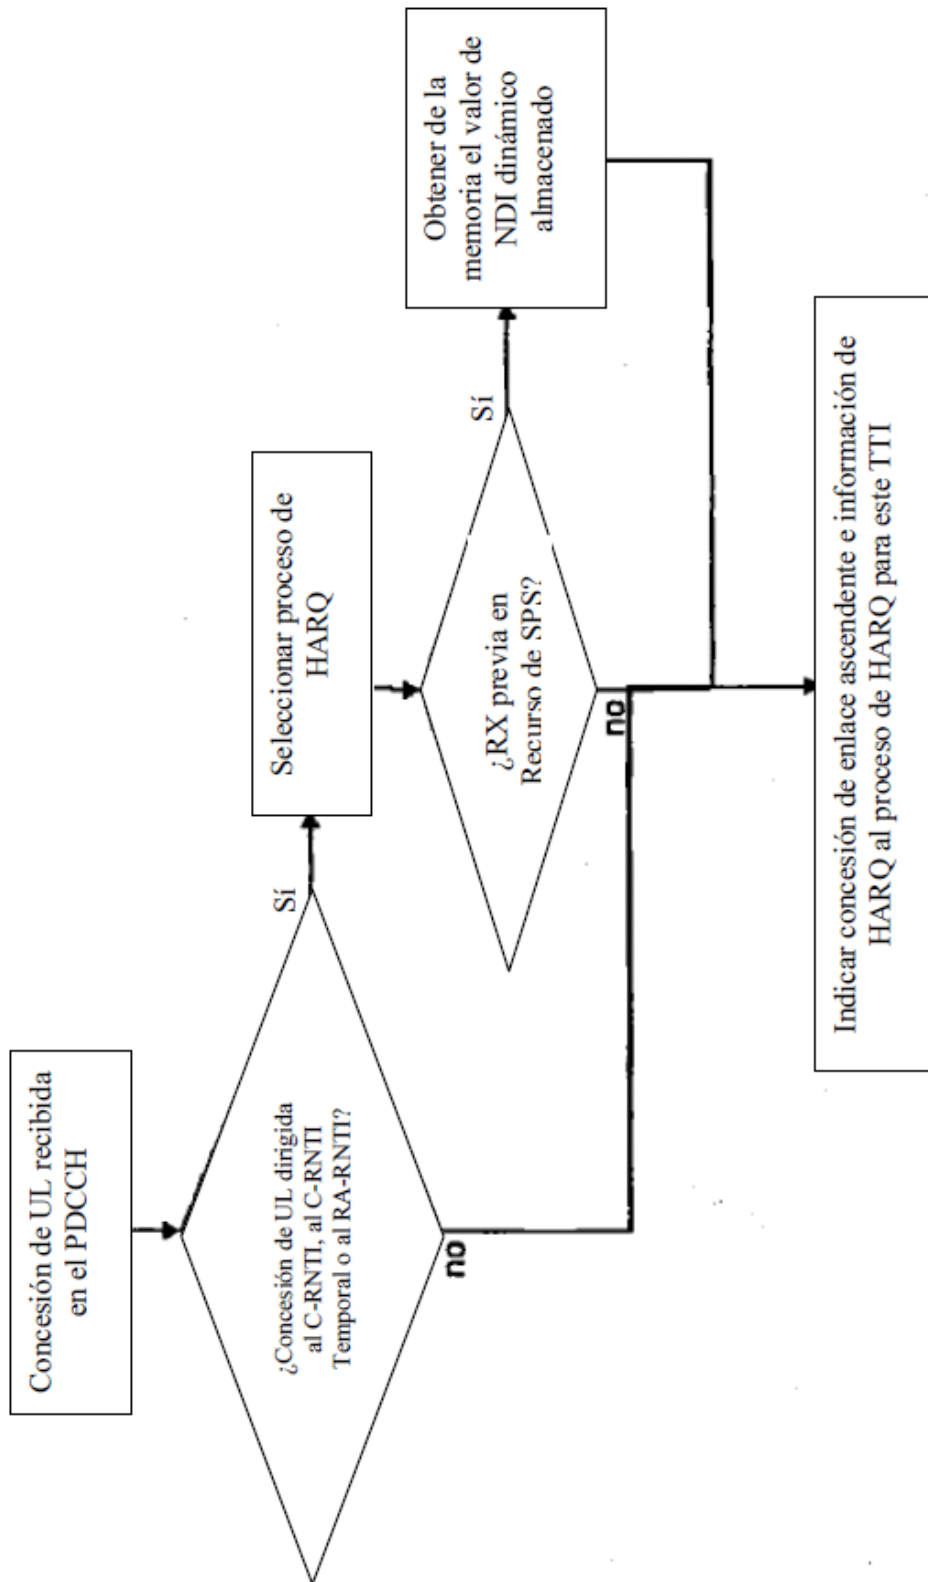 Concesión de UL recibida
en el PDCCH
¿Concesión de UL dirigida
al C-RNTI, al C-RNTI
Temporal o al RA-RNTI?
Sí
no
Seleccionar proceso de
HARQ
¿RX previa en
Recurso de SPS?
Sí
no
Obtener de la
memoria el valor de
NDI dinámico
almacenado
Indicar concesión de enlace ascendente e información de
HARQ al proceso de HARQ para este TTI